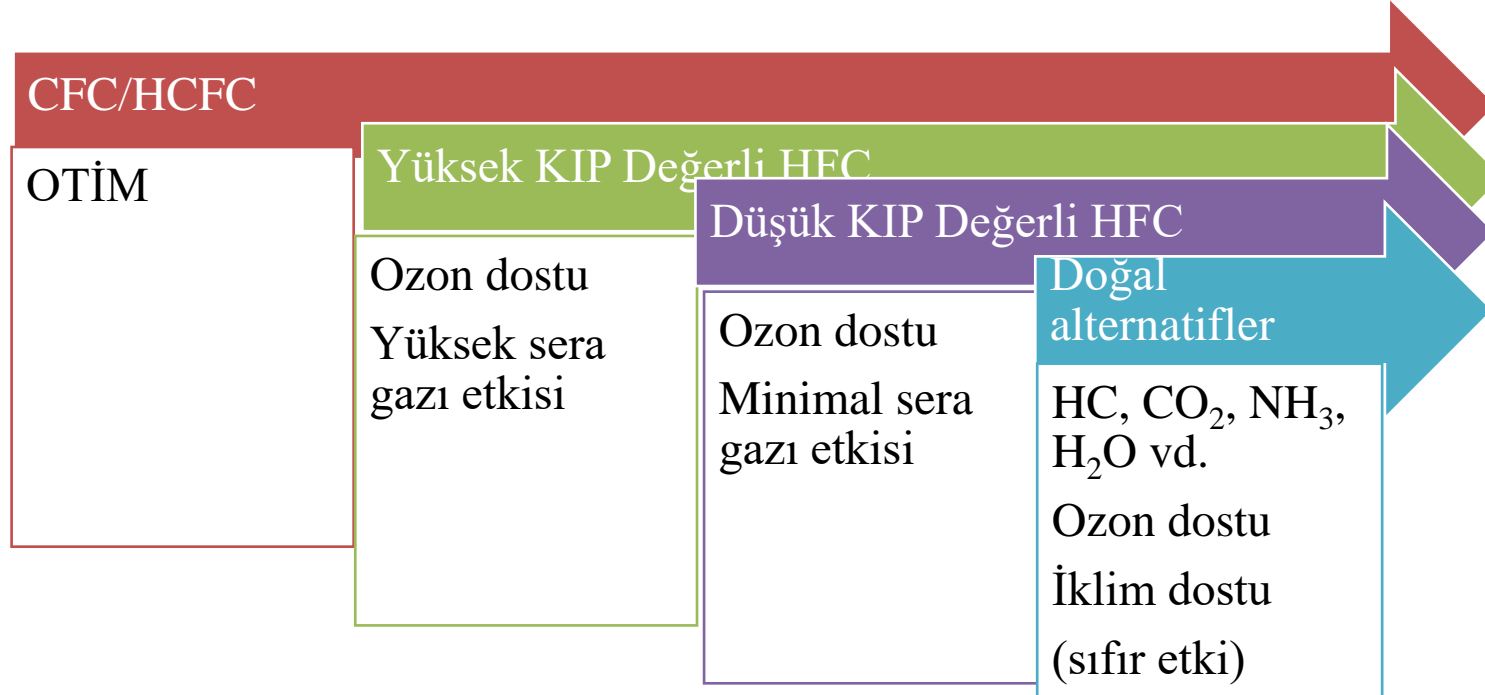 CFC/HCFC
OTİM
Yüksek KIP Değerli HFC
Ozon dostu
Yüksek sera
gazı etkisi
Düşük KIP Değerli HFC
Ozon dostu
Minimal sera
gazı etkisi
Doğal
alternatifler
HC, CO₂, NH₃,
H₂O vd.
Ozon dostu
İklim dostu
(sıfır etki)